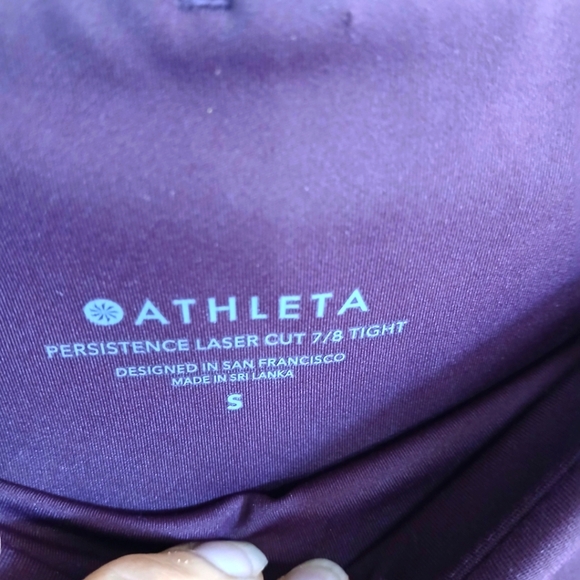 ATHLETA
PERSISTENCE LASER CUT 7/8 TIGHT
DESIGNED IN SAN FRANCISCO
MADE IN SRI LANKA
S